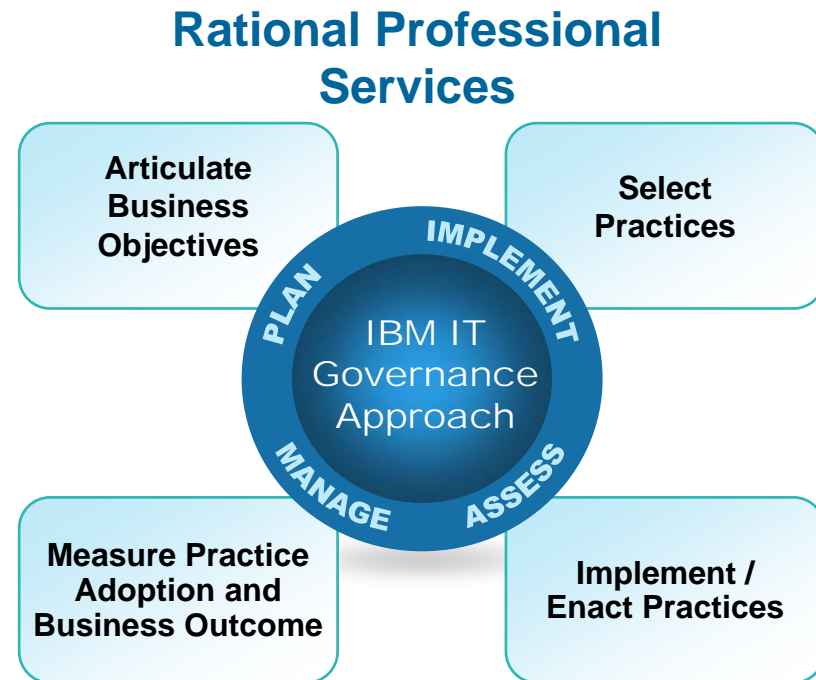 Rational Professional
Services
Articulate
Business
Objectives
Select
Practices
PLAN
IMPLEMENT
IBM IT
Governance
Approach
MANAGE
ASSESS
Measure Practice
Adoption and
Business Outcome
Implement /
Enact Practices